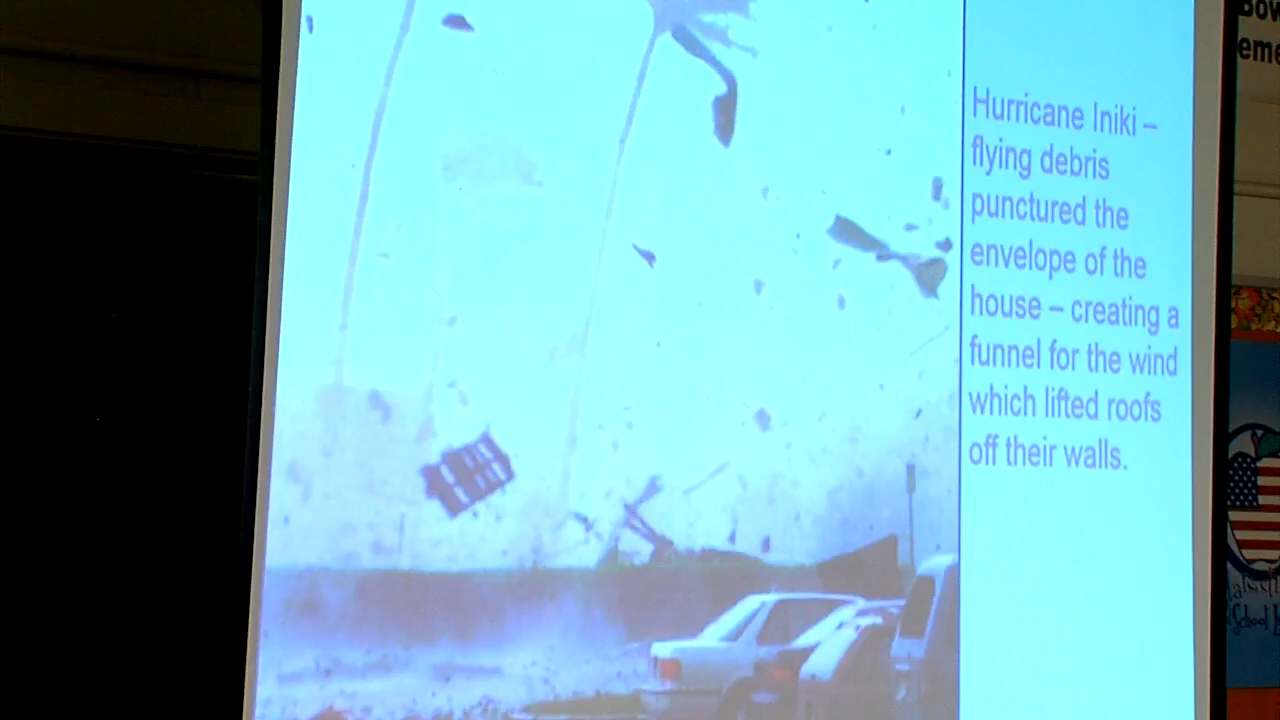 Hurricane Iniki –
flying debris
punctured the
envelope of the
house – creating a
funnel for the wind
which lifted roofs
off their walls.